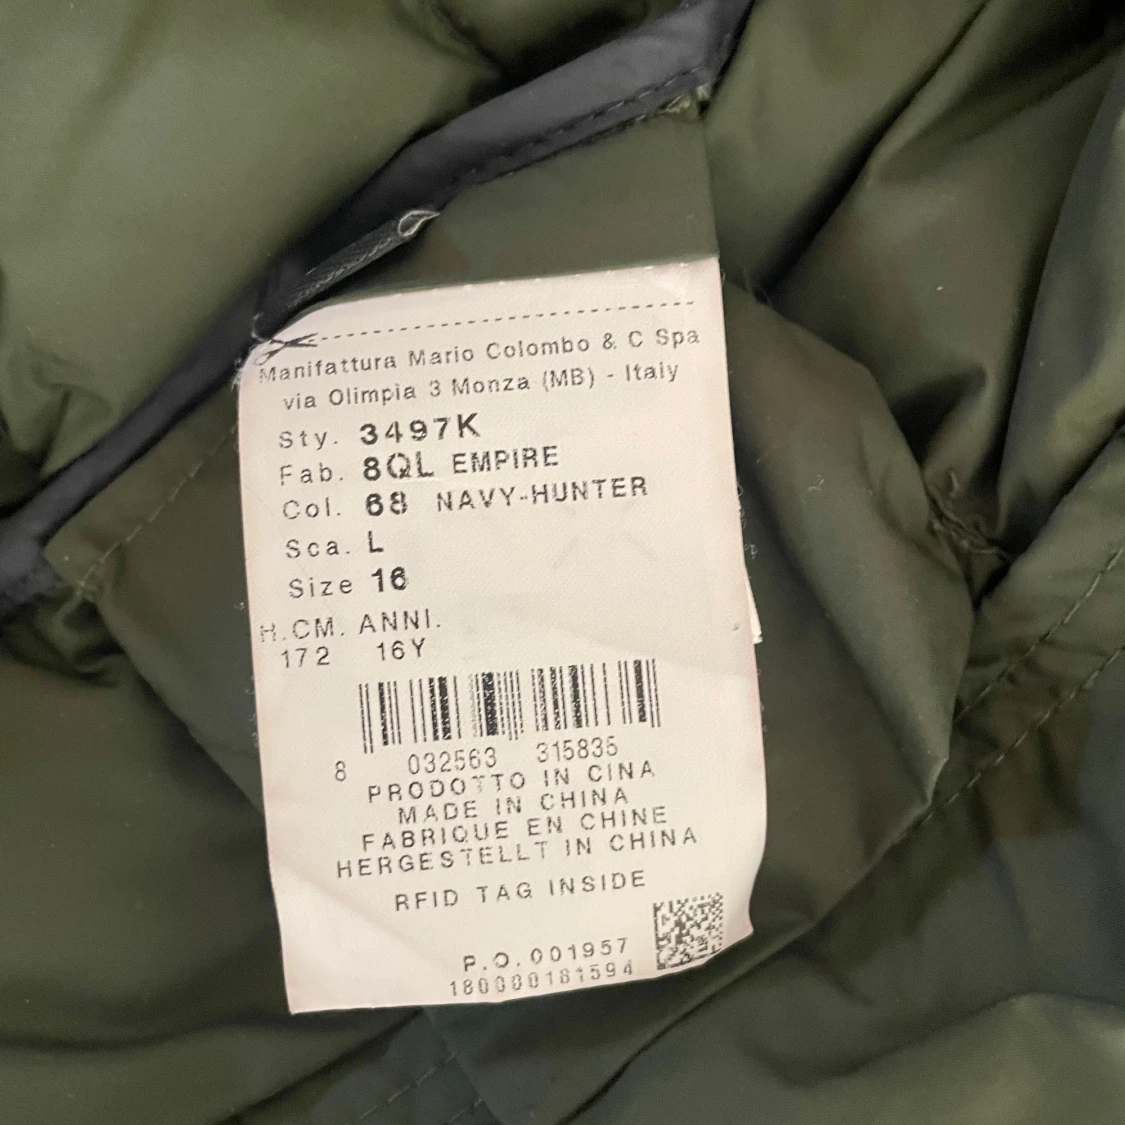 Manifattura Mario Colombo & C Spa
via Olimpia 3 Monza (MB) - Italy
Sty. 3497K
Fab. 8QL EMPIRE
Col. 68 NAVY-HUNTER
Sca. L
Size 16
H.CM. ANNI.
172 16Y
8 032563 315835
PRODOTTO IN CINA
MADE IN CHINA
FABRIQUE EN CHINE
HERGESTELLT IN CHINA
RFID TAG INSIDE
P.O. 001957
180000181594